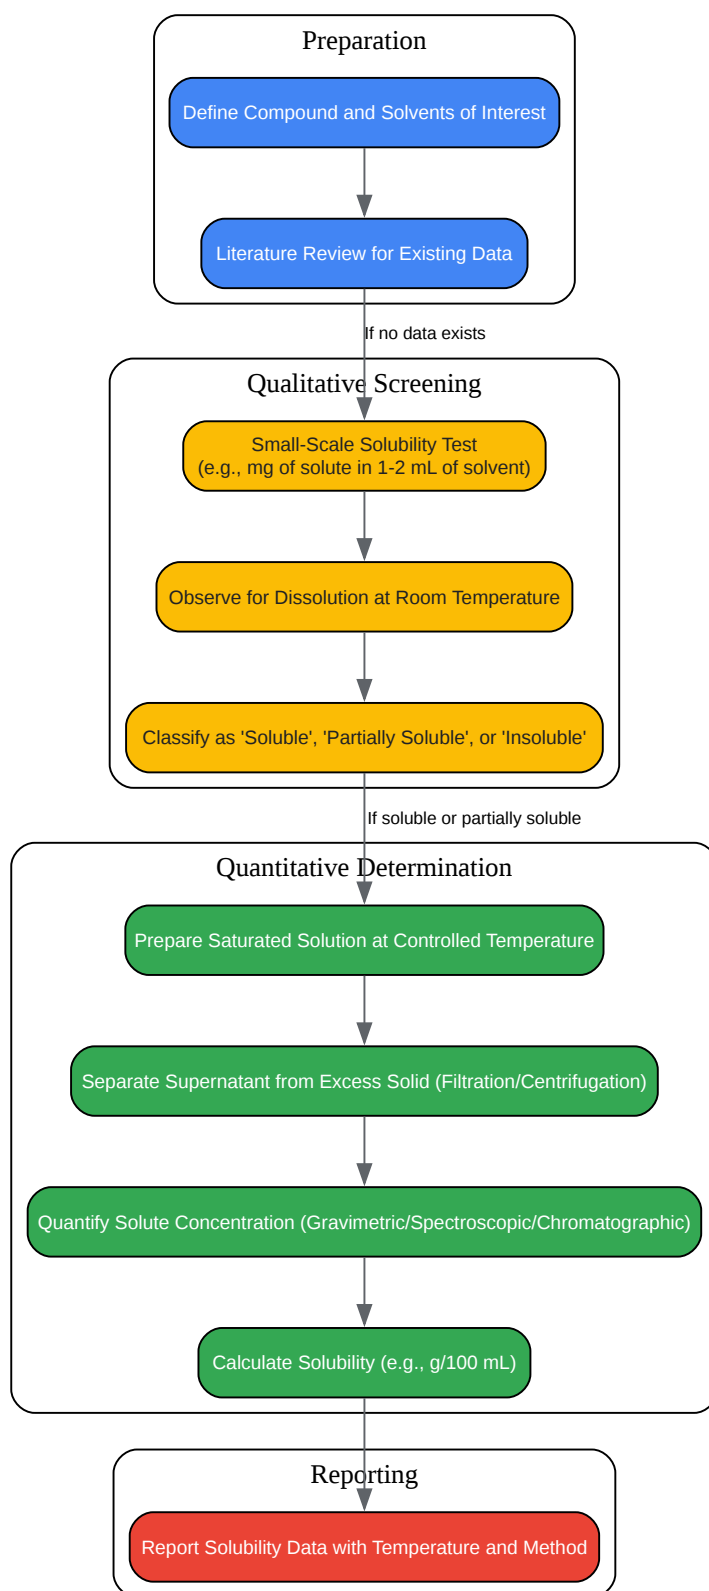 Preparation
Define Compound and Solvents of Interest
Literature Review for Existing Data
If no data exists
Qualitative Screening
Small-Scale Solubility Test
(e.g., mg of solute in 1-2 mL of solvent)
Observe for Dissolution at Room Temperature
Classify as 'Soluble', 'Partially Soluble', or 'Insoluble'
If soluble or partially soluble
Quantitative Determination
Prepare Saturated Solution at Controlled Temperature
Separate Supernatant from Excess Solid (Filtration/Centrifugation)
Quantify Solute Concentration (Gravimetric/Spectroscopic/Chromatographic)
Calculate Solubility (e.g., g/100 mL)
Reporting
Report Solubility Data with Temperature and Method